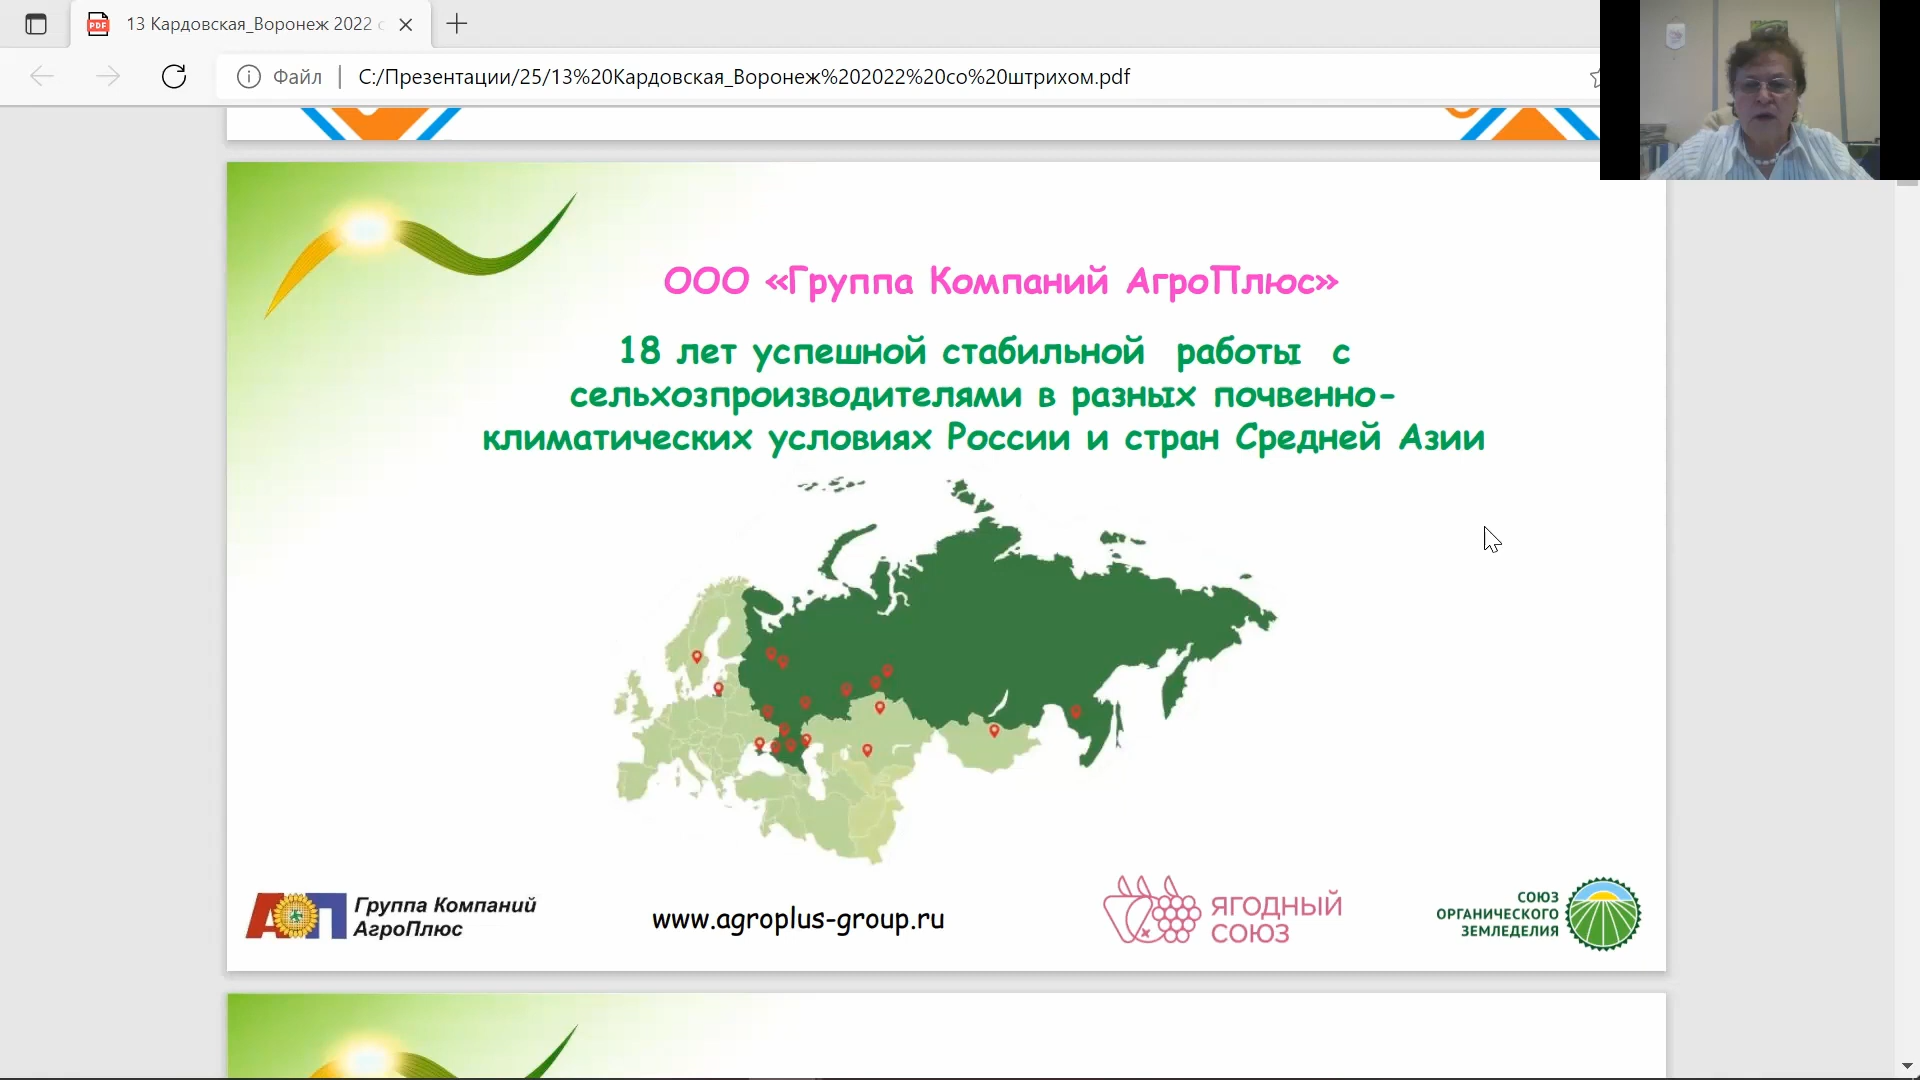 13 Кардовская_Воронеж 2022 с
Файл
C:/Презентации/25/13%20Кардовская_Воронеж%202022%20со%20штрихом.pdf
ООО «Группа Компаний АгроПлюс»
18 лет успешной стабильной работы с
сельхозпроизводителями в разных почвенно-
климатических условиях России и стран Средней Азии
АП
Группа Компаний
АгроПлюс
www.agroplus-group.ru
ЯГОДНЫЙ
СОЮЗ
СОЮЗ
ОРГАНИЧЕСКОГО
ЗЕМЛЕДЕЛИЯ